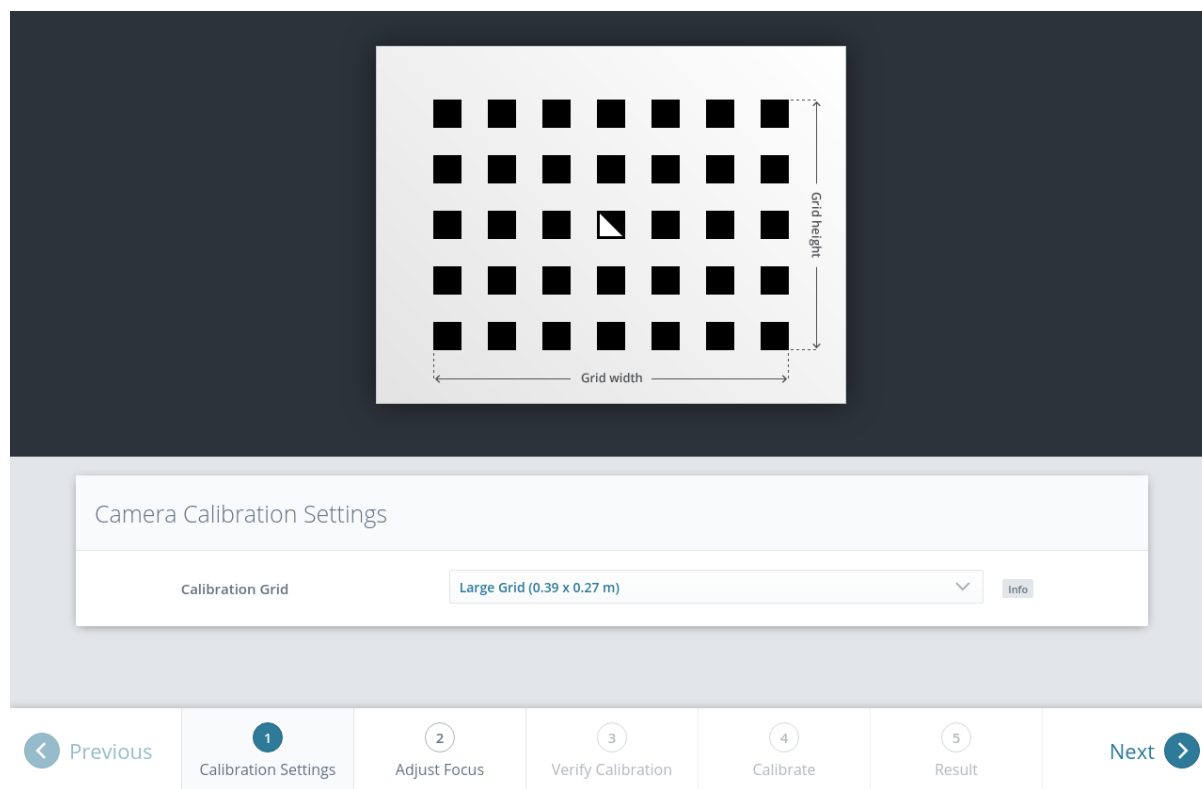 Grid height
Grid width
Camera Calibration Settings
Calibration Grid
Large Grid (0.39 x 0.27 m)
Info
Previous
1
Calibration Settings
2
Adjust Focus
3
Verify Calibration
4
Calibrate
5
Result
Next